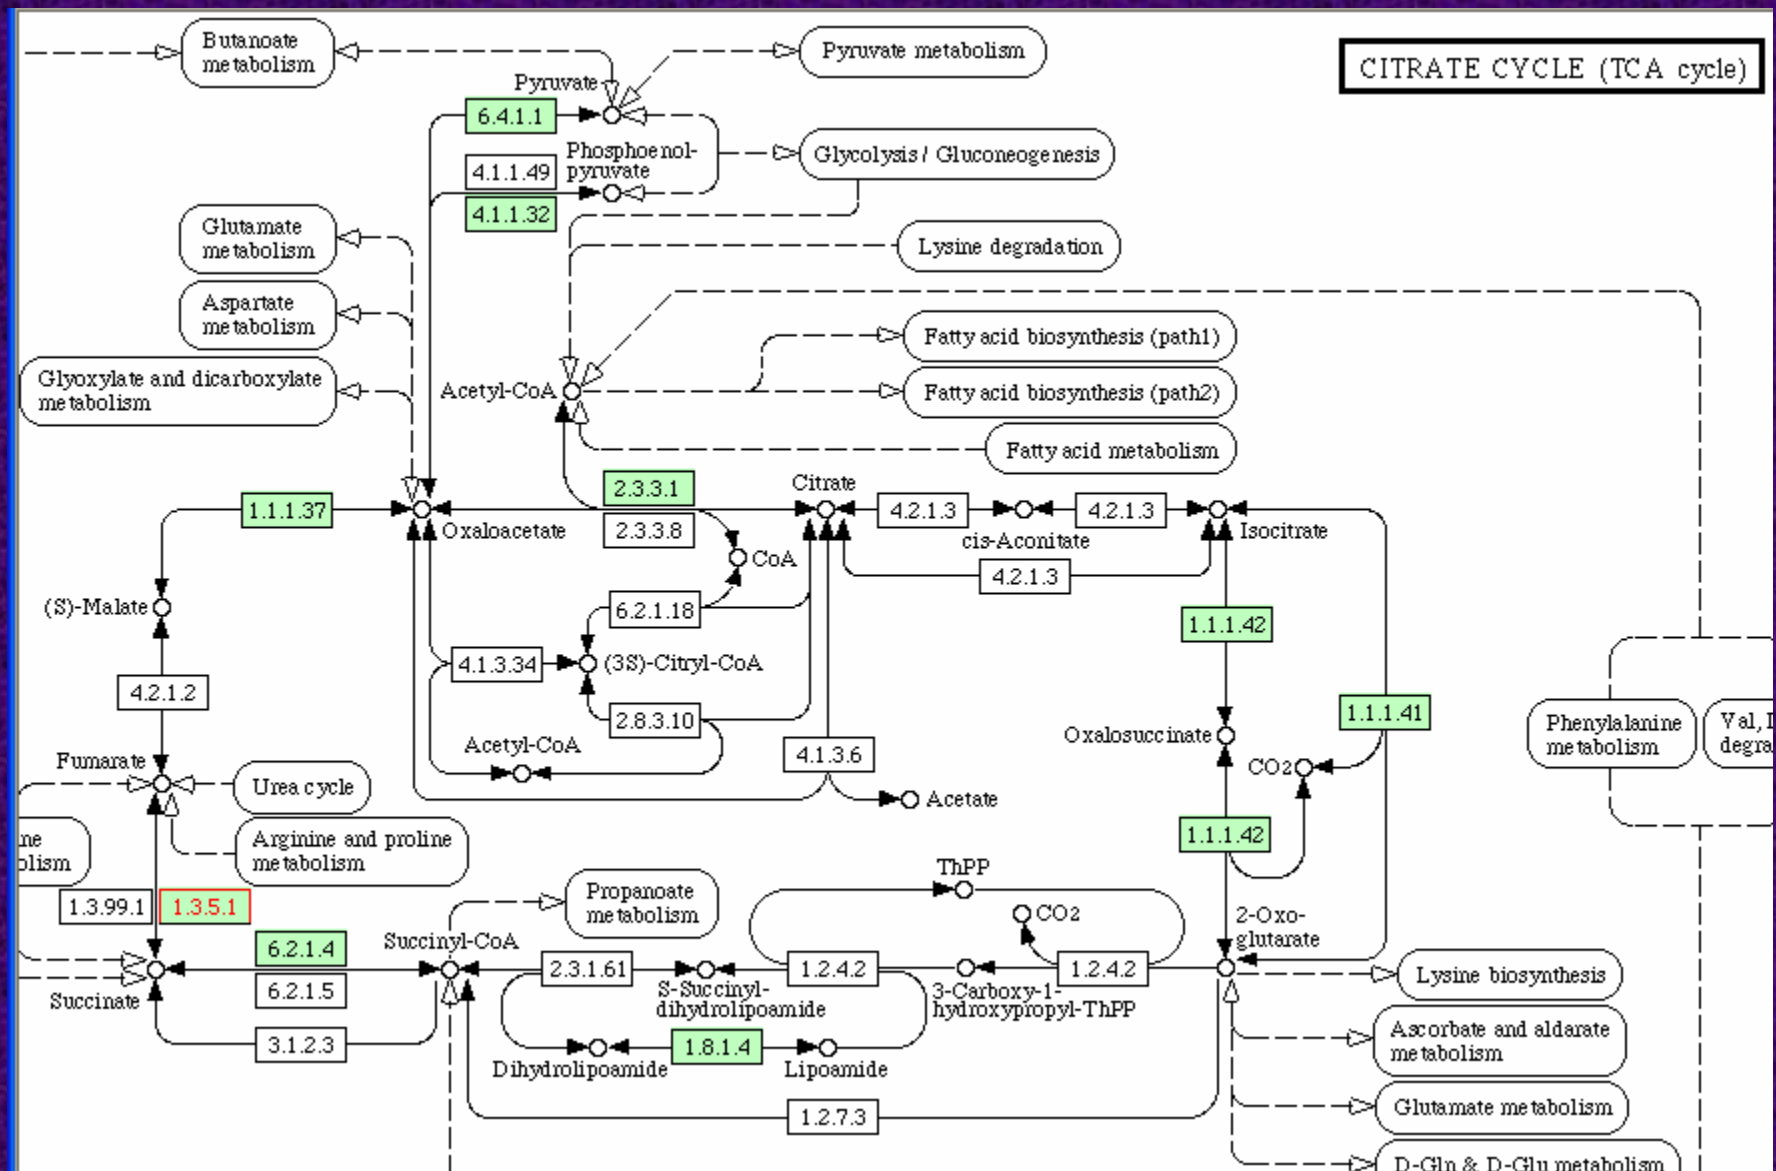 Butanoate
metabolism
Pyruvate metabolism
CITRATE CYCLE (TCA cycle)
Pyruvate
6.4.1.1
Phosphoenol-
pyruvate
4.1.1.49
4.1.1.32
Glycolysis / Gluconeogenesis
Glutamate
metabolism
Lysine degradation
Aspartate
metabolism
Fatty acid biosynthesis (path1)
Glyoxylate and dicarboxylate
metabolism
Acetyl-CoA
Fatty acid biosynthesis (path2)
Fatty acid metabolism
1.1.1.37
Oxaloacetate
2.3.3.1
2.3.3.8
Citrate
4.2.1.3
cis-Aconitate
4.2.1.3
Isocitrate
CoA
4.2.1.3
(S)-Malate
6.2.1.18
1.1.1.42
4.1.3.34
(3S)-Citryl-CoA
4.2.1.2
2.8.3.10
1.1.1.41
Phenylalanine
metabolism
Val, 
degra
Acetyl-CoA
4.1.3.6
Oxalosuccinate
CO2
Fumarate
Urea cycle
Acetate
1.1.1.42
ne
olism
Arginine and proline
metabolism
1.3.99.1
1.3.5.1
Propanoate
metabolism
ThPP
CO2
2-Oxo-
glutarate
6.2.1.4
Succinyl-CoA
2.3.1.61
1.2.4.2
1.2.4.2
Lysine biosynthesis
Succinate
6.2.1.5
S-Succinyl-
dihydrolipoamide
3-Carboxy-1-
hydroxypropyl-ThPP
3.1.2.3
1.8.1.4
Ascorbate and aldarate
metabolism
Dihydrolipoamide
Lipoamide
1.2.7.3
Glutamate metabolism
D-Gln & D-Glu metabolism